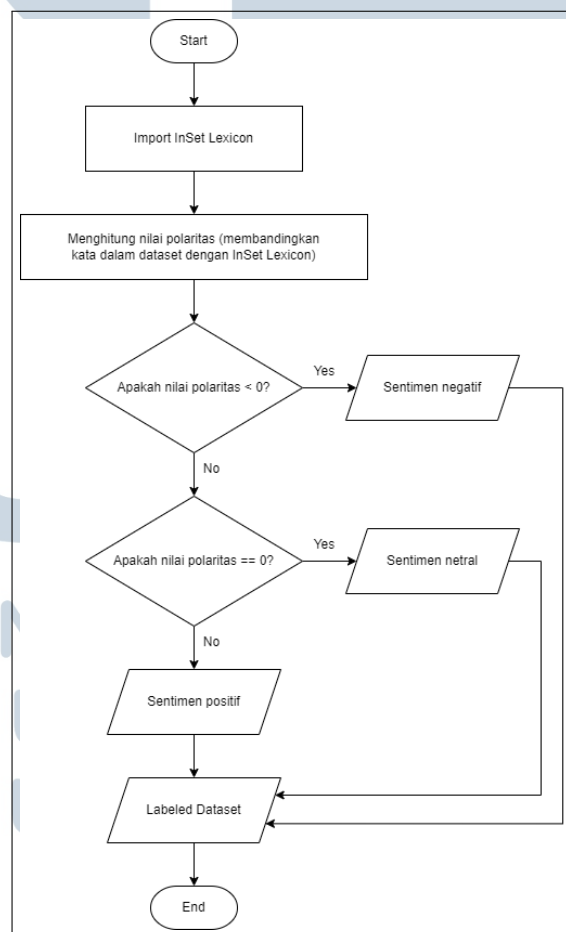 Start
Import InSet Lexicon
Menghitung nilai polaritas (membandingkan
kata dalam dataset dengan InSet Lexicon)
Apakah nilai polaritas < 0?
Yes
Sentimen negatif
No
Apakah nilai polaritas == 0?
Yes
Sentimen netral
No
Sentimen positif
Labeled Dataset
End